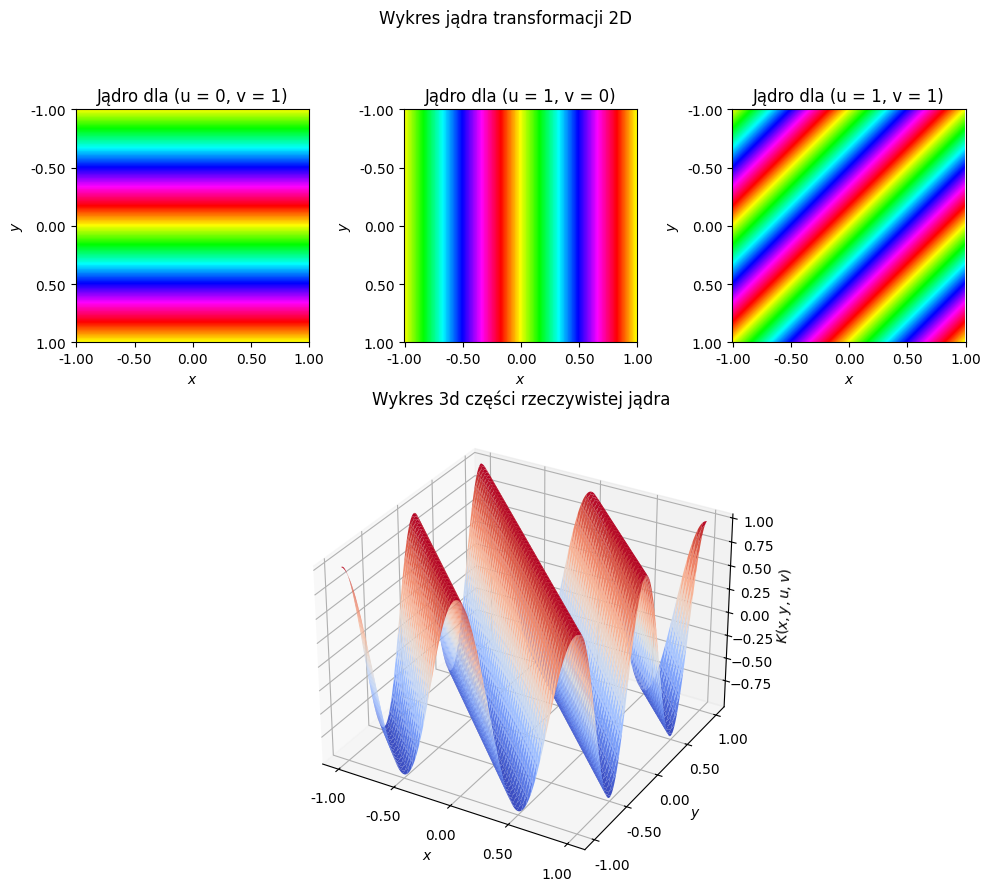 Wykres jądra transformacji 2D
Jądro dla (u = 0, v = 1)
-1.00
-0.50
0.00
0.50
1.00
y
-1.00 -0.50 0.00 0.50 1.00
x
Jądro dla (u = 1, v = 0)
-1.00
-0.50
0.00
0.50
1.00
y
-1.00 -0.50 0.00 0.50 1.00
x
Jądro dla (u = 1, v = 1)
-1.00
-0.50
0.00
0.50
1.00
y
-1.00 -0.50 0.00 0.50 1.00
x
Wykres 3d części rzeczywistej jądra
1.00
0.75
0.50
0.25
0.00
−0.25
−0.50
−0.75
K(x, y, u, v)
-1.00
-0.50
0.00
0.50
1.00
x
1.00
0.50
0.00
-0.50
-1.00
y